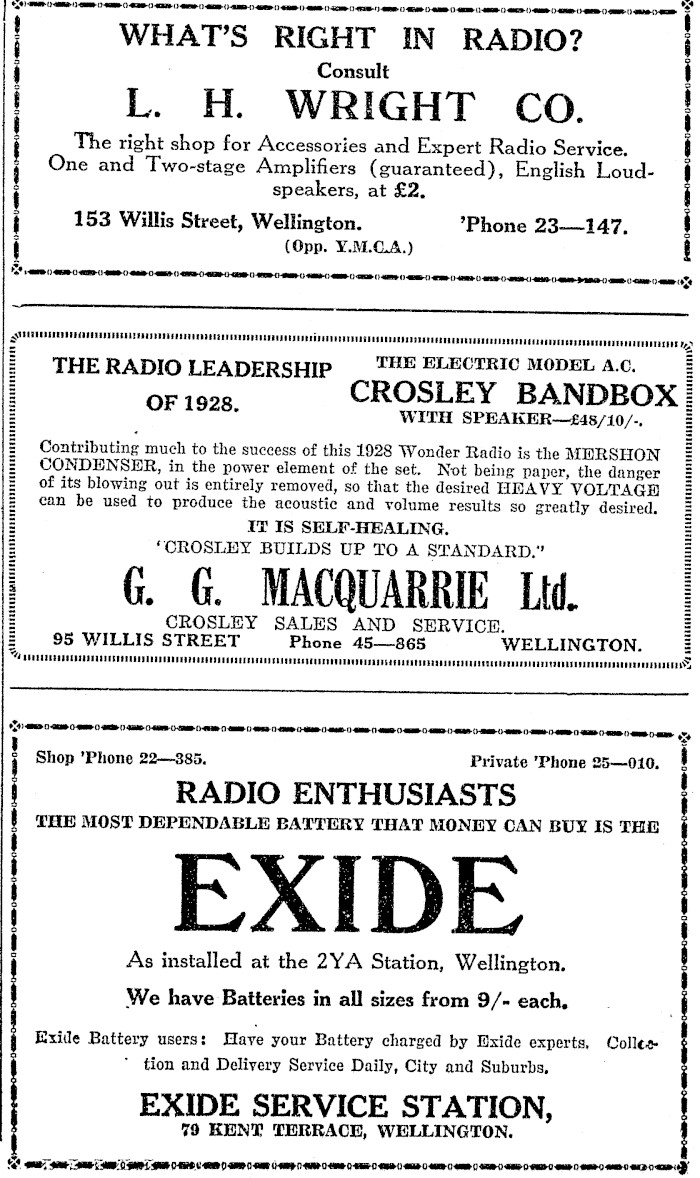 WHAT'S RIGHT IN RADIO?
Consult
L. H. WRIGHT CO.
The right shop for Accessories and Expert Radio Service.
One and Two-stage Amplifiers (guaranteed), English Loud-
speakers, at £2.
153 Willis Street, Wellington. 'Phone 23—147.
(Opp. Y.M.C.A.)
THE RADIO LEADERSHIP
OF 1928.
THE ELECTRIC MODEL A.C.
CROSLEY BANDBOX
WITH SPEAKER—£48/10/-.
Contributing much to the success of this 1928 Wonder Radio is the MERSHON
CONDENSER, in the power element of the set. Not being paper, the danger
of its blowing out is entirely removed, so that the desired HEAVY VOLTAGE
can be used to produce the acoustic and volume results so greatly desired.
IT IS SELF-HEALING.
"CROSLEY BUILDS UP TO A STANDARD."
G. G. MACQUARRIE Ltd.
CROSLEY SALES AND SERVICE.
95 WILLIS STREET Phone 45—865 WELLINGTON.
Shop 'Phone 22—385. Private 'Phone 25—010.
RADIO ENTHUSIASTS
THE MOST DEPENDABLE BATTERY THAT MONEY CAN BUY IS THE
EXIDE
As installed at the 2YA Station, Wellington.
We have Batteries in all sizes from 9/- each.
Exide Battery users: Have your Battery charged by Exide experts. Collec-
tion and Delivery Service Daily, City and Suburbs.
EXIDE SERVICE STATION,
79 KENT TERRACE, WELLINGTON.